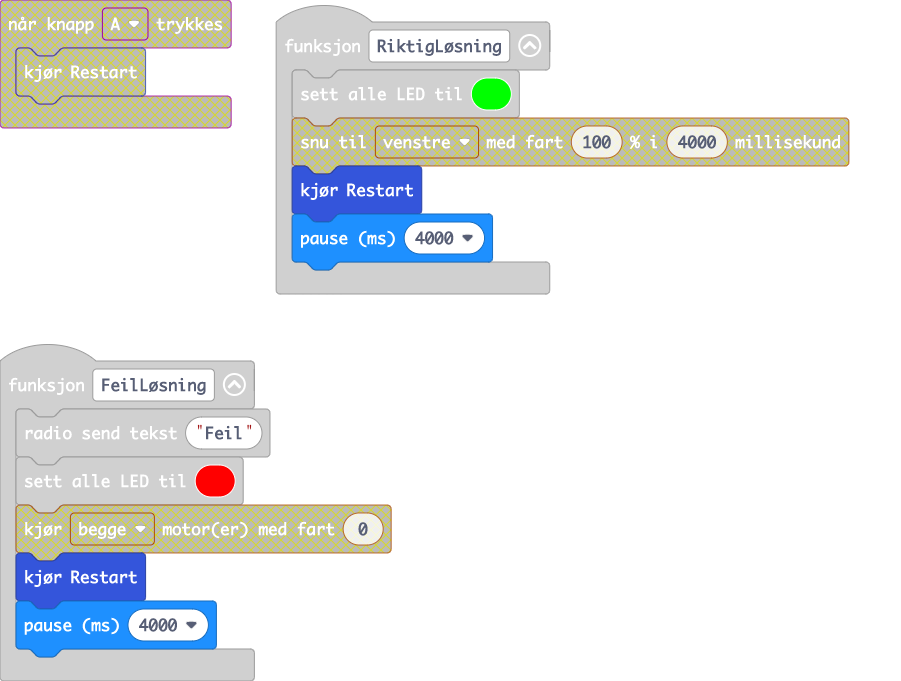 når knapp A trykkes
kjør Restart
funksjon RiktigLøsning
sett alle LED til
snu til venstre med fart 100 % i 4000 millisekund
kjør Restart
pause (ms) 4000
funksjon FeilLøsning
radio send tekst "Feil"
sett alle LED til
kjør begge motor(er) med fart 0
kjør Restart
pause (ms) 4000